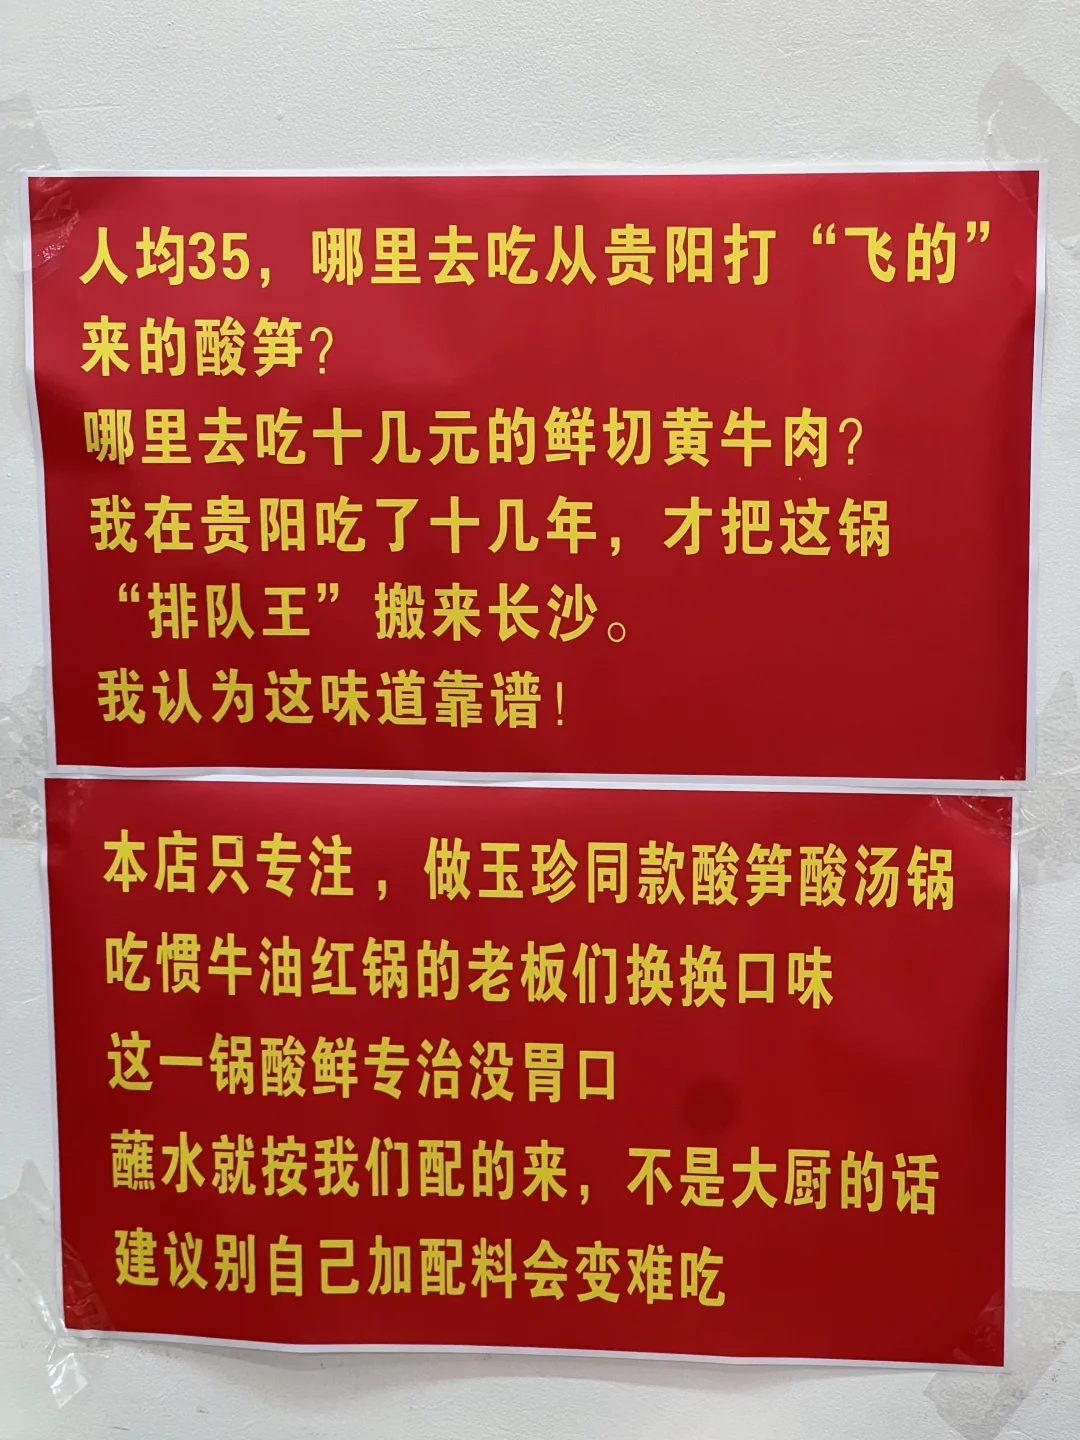 人均35，哪里去吃从贵阳打“飞的”
来的酸笋？
哪里去吃十几元的鲜切黄牛肉？
我在贵阳吃了十几年，才把这锅
“排队王”搬来长沙。
我认为这味道靠谱！
本店只专注，做玉珍同款酸笋酸汤锅
吃惯牛油红锅的老板们换换口味
这一锅酸鲜专治没胃口
蘸水就按我们配的来，不是大厨的话
建议别自己加配料会变难吃